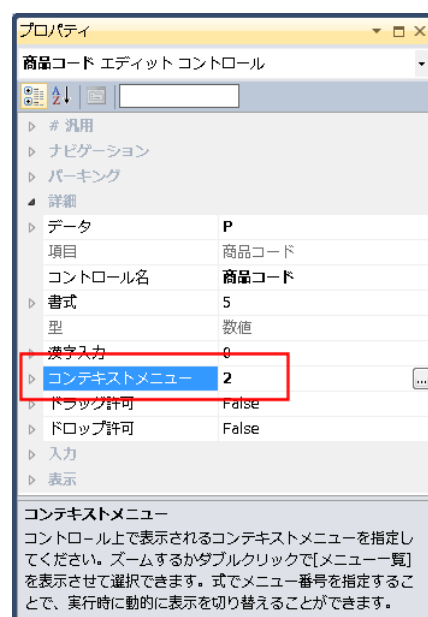 プロパティ
商品コード エディット コントロール
# 汎用
ナビゲーション
パーキング
詳細
データ P
項目 商品コード
コントロール名 商品コード
書式 5
型 数値
漢字入力 0
コンテキストメニュー 2 ...
ドラッグ許可 False
ドロップ許可 False
入力
表示
コンテキストメニュー
コントロール上で表示されるコンテキストメニューを指定し
てください。ズームするかダブルクリックで[メニュー一覧]
を表示させて選択できます。式でメニュー番号を指定するこ
とで、実行時に動的に表示を切り替えることができます。